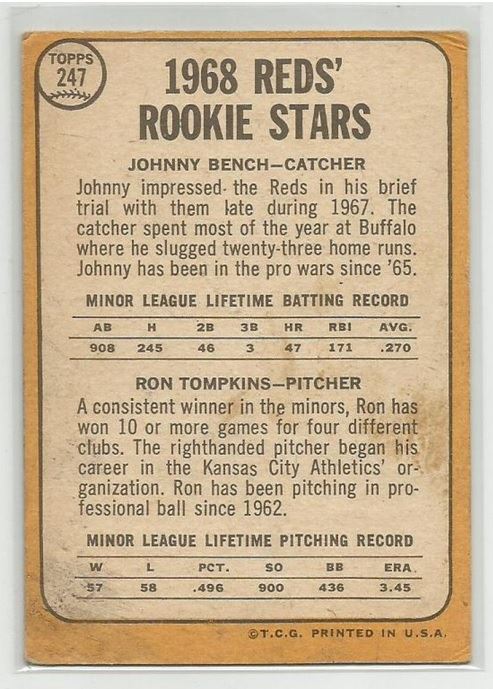 TOPPS
247
1968 REDS'
ROOKIE STARS
JOHNNY BENCH—CATCHER
Johnny impressed the Reds in his brief
trial with them late during 1967. The
catcher spent most of the year at Buffalo
where he slugged twenty-three home runs.
Johnny has been in the pro wars since '65.
MINOR LEAGUE LIFETIME BATTING RECORD
AB H 2B 3B HR RBI AVG.
908 245 46 3 47 171 .270
RON TOMPKINS—PITCHER
A consistent winner in the minors, Ron has
won 10 or more games for four different
clubs. The righthanded pitcher began his
career in the Kansas City Athletics' or-
ganization. Ron has been pitching in pro-
fessional ball since 1962.
MINOR LEAGUE LIFETIME PITCHING RECORD
W L PCT. SO BB ERA
57 58 .496 900 436 3.45
©T.C.G. PRINTED IN U.S.A.